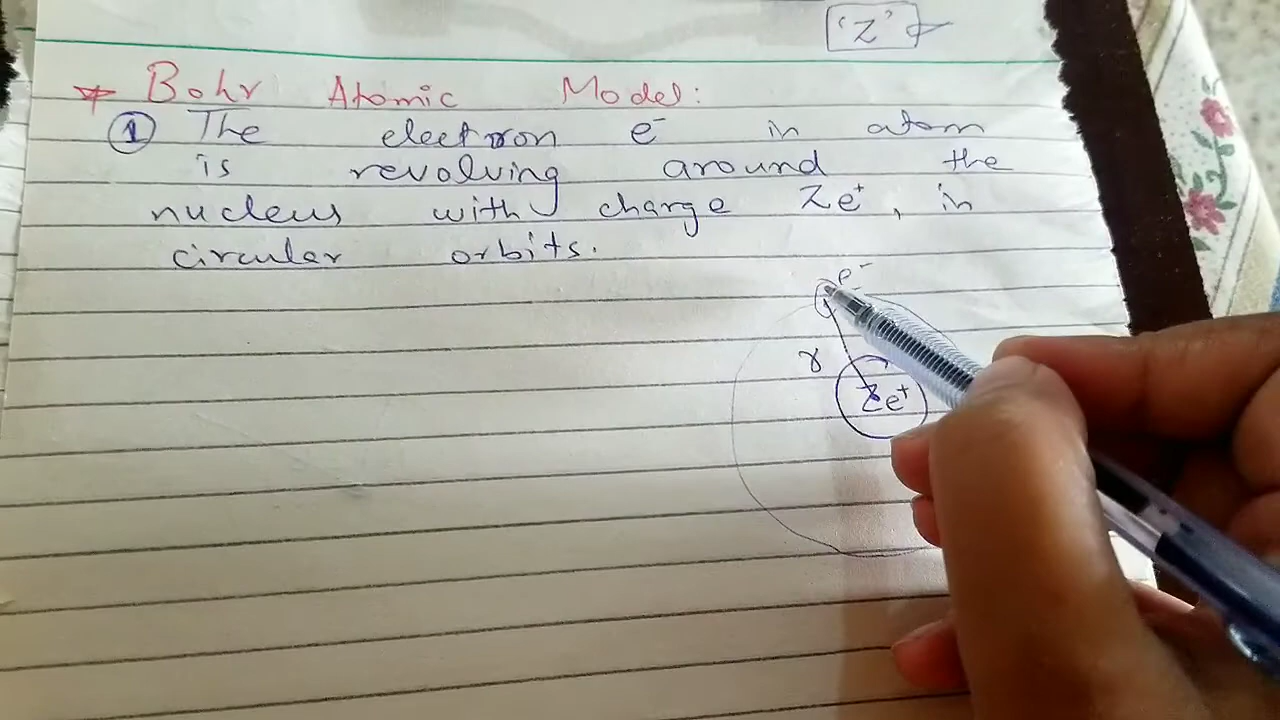 'Z'
* Bohr Atomic Model:
① The electron e⁻ in atom
is revolving around the
nucleus with charge Ze⁺, in
circular orbits.
e⁻
r
Ze⁺